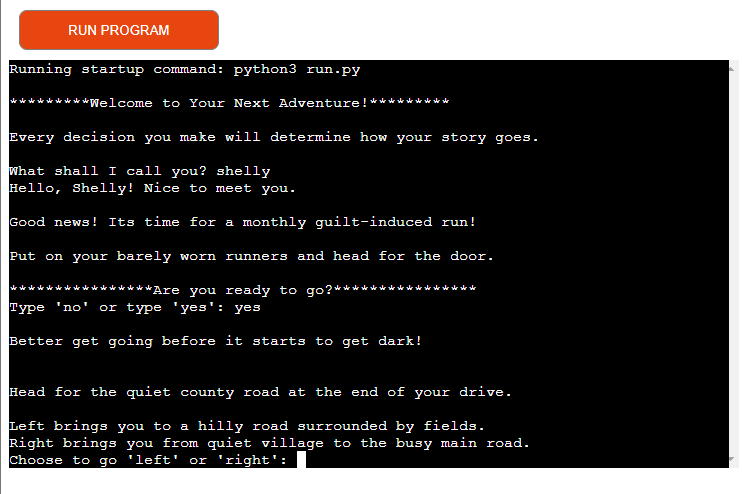 RUN PROGRAM
Running startup command: python3 run.py
*********Welcome to Your Next Adventure!*********
Every decision you make will determine how your story goes.
What shall I call you? shelly
Hello, Shelly! Nice to meet you.
Good news! Its time for a monthly guilt-induced run!
Put on your barely worn runners and head for the door.
****************Are you ready to go?****************
Type 'no' or type 'yes': yes
Better get going before it starts to get dark!
Head for the quiet county road at the end of your drive.
Left brings you to a hilly road surrounded by fields.
Right brings you from quiet village to the busy main road.
Choose to go 'left' or 'right':